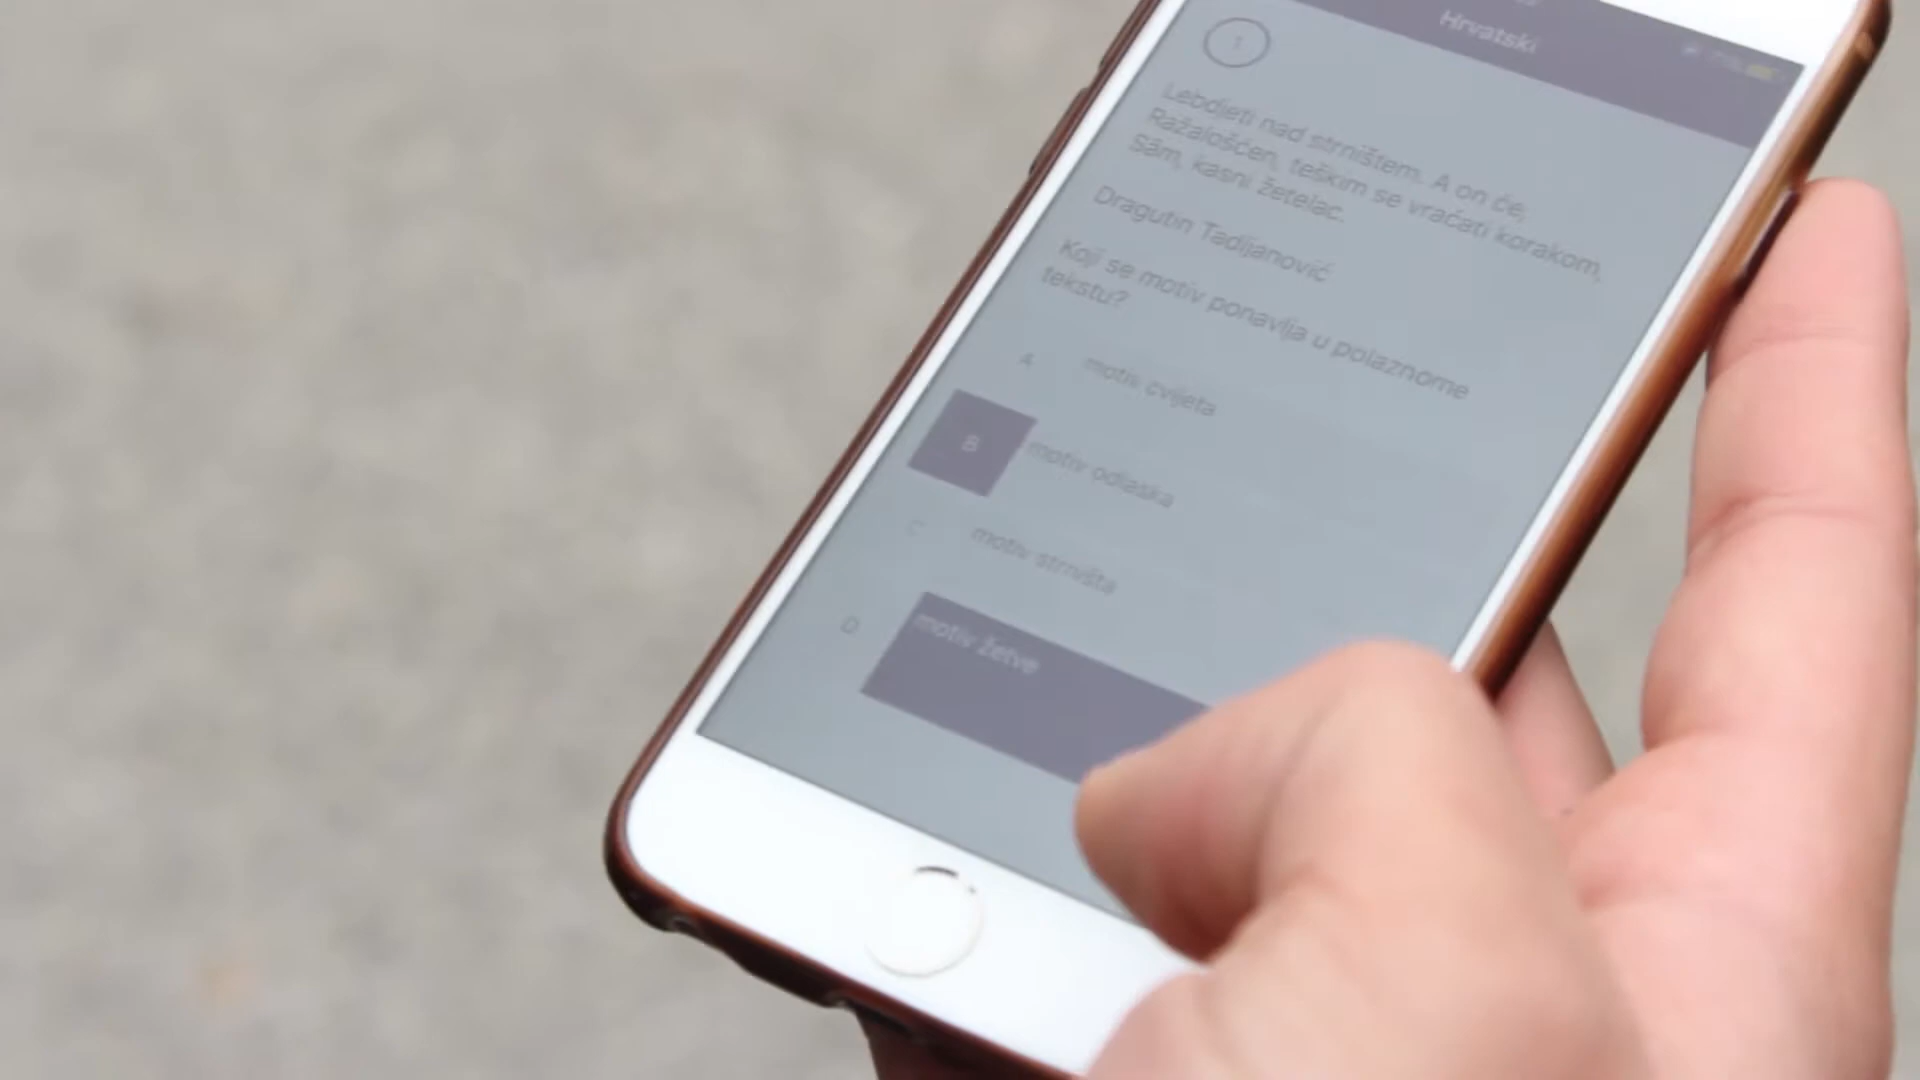 Hrvatski
1
Lebdjeti nad strništem. A on će,
Ražalošćen, teškim se vraćati korakom,
Sâm, kasni žetelac.
Dragutin Tadijanović
Koji se motiv ponavlja u polaznome
tekstu?
A motiv cvijeta
B motiv odlaska
C motiv strništa
D motiv žetve